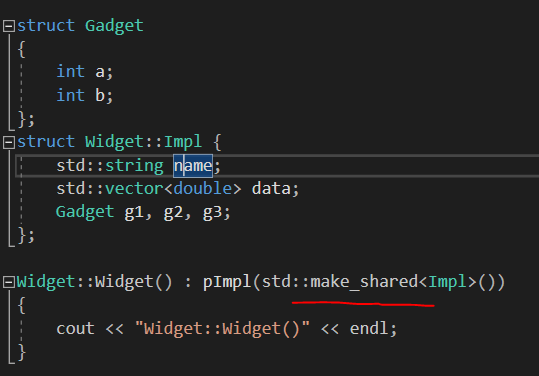 struct Gadget
{
    int a;
    int b;
};
struct Widget::Impl {
    std::string name;
    std::vector<double> data;
    Gadget g1, g2, g3;
};

Widget::Widget() : pImpl(std::make_shared<Impl>())
{
    cout << "Widget::Widget()" << endl;
}